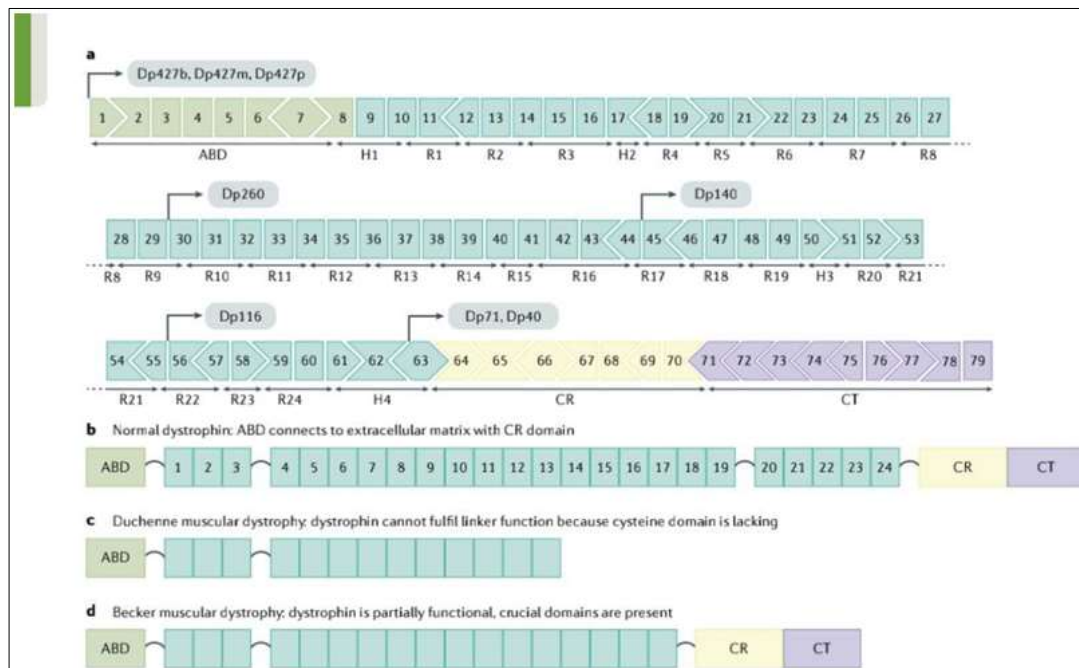 a
Dp427b, Dp427m, Dp427p
1 2 3 4 5 6 7 8 9 10 11 12 13 14 15 16 17 18 19 20 21 22 23 24 25 26 27
ABD H1 R1 R2 R3 H2 R4 R5 R6 R7 R8
Dp260 Dp140
28 29 30 31 32 33 34 35 36 37 38 39 40 41 42 43 44 45 46 47 48 49 50 51 52 53
R8 R9 R10 R11 R12 R13 R14 R15 R16 R17 R18 R19 H3 R20 R21
Dp116 Dp71, Dp40
54 55 56 57 58 59 60 61 62 63 64 65 66 67 68 69 70 71 72 73 74 75 76 77 78 79
R21 R22 R23 R24 H4 CR CT
b Normal dystrophin: ABD connects to extracellular matrix with CR domain
ABD 1 2 3 4 5 6 7 8 9 10 11 12 13 14 15 16 17 18 19 20 21 22 23 24 CR CT
c Duchenne muscular dystrophy: dystrophin cannot fulfil linker function because cysteine domain is lacking
ABD
d Becker muscular dystrophy: dystrophin is partially functional, crucial domains are present
ABD CR CT